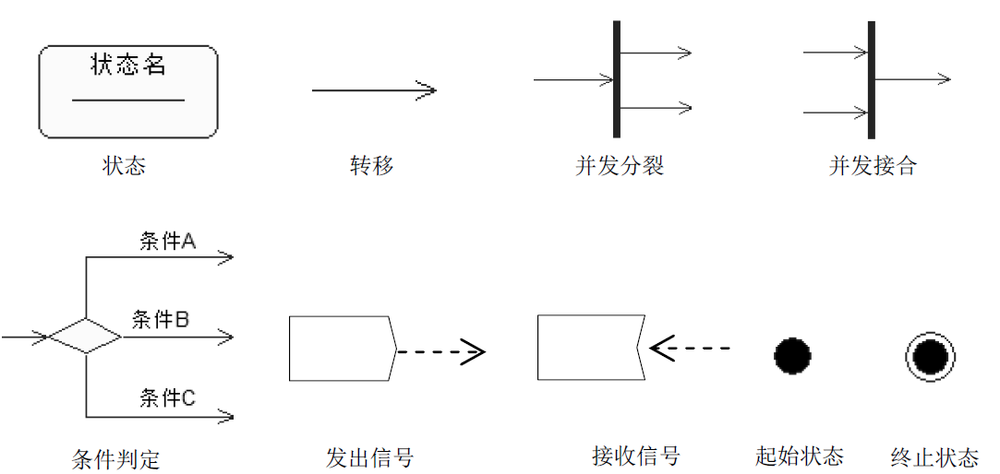 状态名
状态
转移
并发分裂
并发接合
条件A
条件B
条件C
条件判定
发出信号
接收信号
起始状态
终止状态